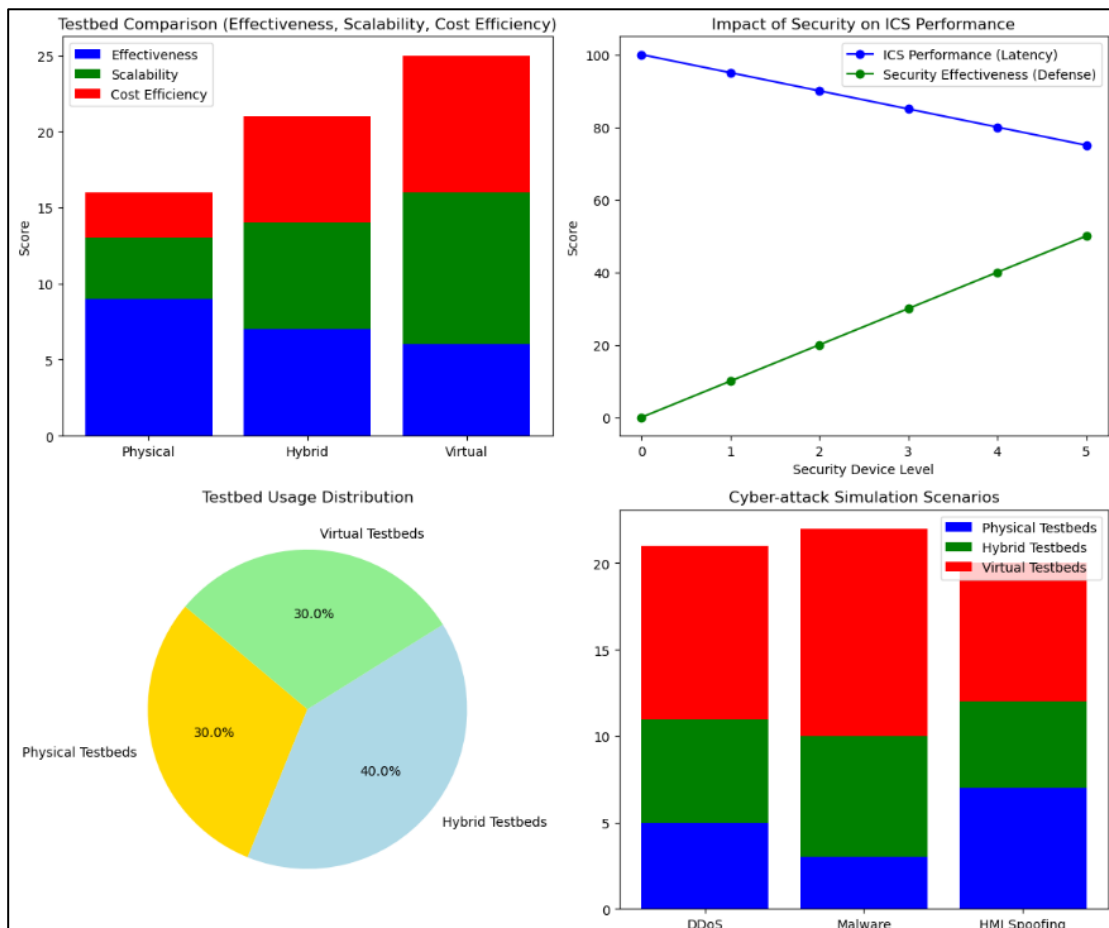 Testbed Comparison (Effectiveness, Scalability, Cost Efficiency)
25
20
15
10
5
0
Score
Effectiveness
Scalability
Cost Efficiency
Physical
Hybrid
Virtual
Impact of Security on ICS Performance
100
80
60
40
20
0
Score
ICS Performance (Latency)
Security Effectiveness (Defense)
0
1
2
3
4
5
Security Device Level
Testbed Usage Distribution
Virtual Testbeds
30.0%
Physical Testbeds
30.0%
40.0%
Hybrid Testbeds
Cyber-attack Simulation Scenarios
Physical Testbeds
Hybrid Testbeds
Virtual Testbeds
20
15
10
5
0
DDoS
Malware
HMI Spoofing